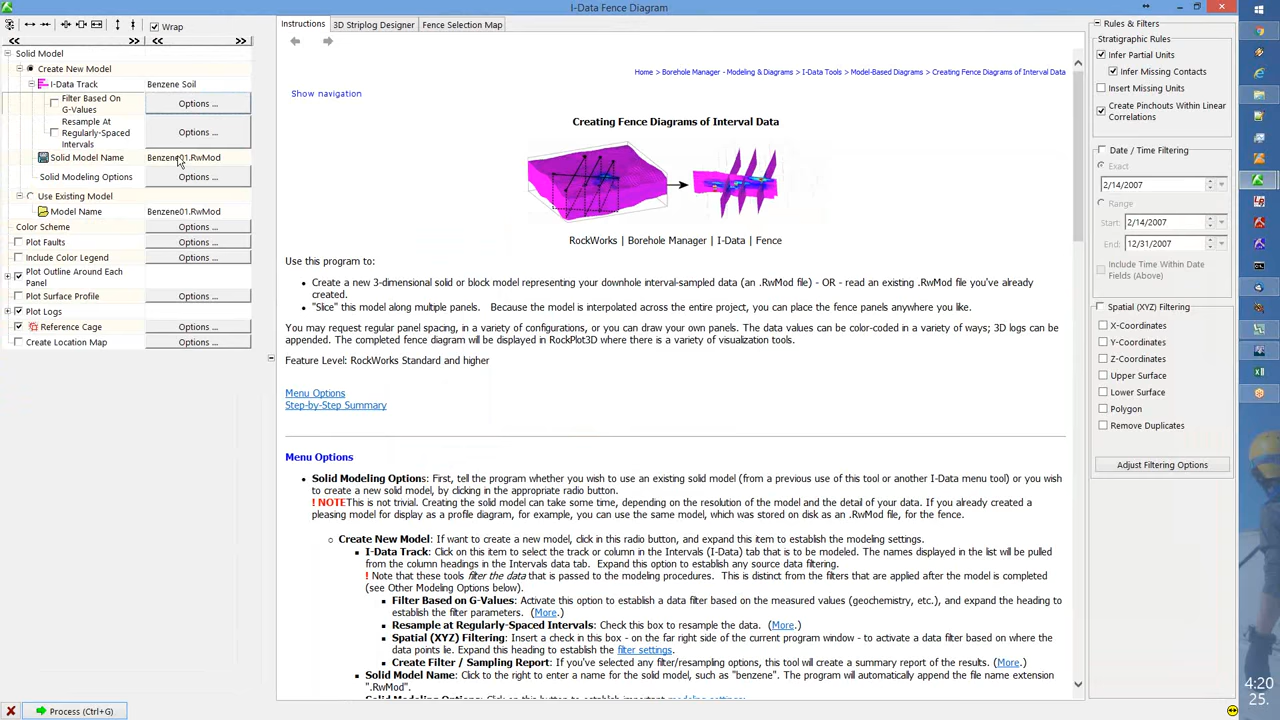 I-Data Fence Diagram
Wrap
<< >> << >>
Solid Model
Create New Model
I-Data Track Benzene Soil
Filter Based On
G-Values
Options ...
Resample At
Regularly-Spaced
Intervals
Options ...
Solid Model Name Benzene01.RwMod
Solid Modeling Options Options ...
Use Existing Model
Model Name Benzene01.RwMod
Color Scheme Options ...
Plot Faults Options ...
Include Color Legend Options ...
Plot Outline Around Each
Panel
Plot Surface Profile Options ...
Plot Logs
Reference Cage Options ...
Create Location Map Options ...
Process (Ctrl+G)
Instructions 3D Striplog Designer Fence Selection Map
Home > Borehole Manager - Modeling & Diagrams > I-Data Tools > Model-Based Diagrams > Creating Fence Diagrams of Interval Data
Show navigation
Creating Fence Diagrams of Interval Data
RockWorks | Borehole Manager | I-Data | Fence
Use this program to:
Create a new 3-dimensional solid or block model representing your downhole interval-sampled data (an .RwMod file) - OR - read an existing .RwMod file you've already
created.
"Slice" this model along multiple panels. Because the model is interpolated across the entire project, you can place the fence panels anywhere you like.
You may request regular panel spacing, in a variety of configurations, or you can draw your own panels. The data values can be color-coded in a variety of ways; 3D logs can be
appended. The completed fence diagram will be displayed in RockPlot3D where there is a variety of visualization tools.
Feature Level: RockWorks Standard and higher
Menu Options
Step-by-Step Summary
Menu Options
Solid Modeling Options: First, tell the program whether you wish to use an existing solid model (from a previous use of this tool or another I-Data menu tool) or you wish
to create a new solid model, by clicking in the appropriate radio button.
! NOTE This is not trivial. Creating the solid model can take some time, depending on the resolution of the model and the detail of your data. If you already created a
pleasing model for display as a profile diagram, for example, you can use the same model, which was stored on disk as an .RwMod file, for the fence.
Create New Model: If want to create a new model, click in this radio button, and expand this item to establish the modeling settings.
I-Data Track: Click on this item to select the track or column in the Intervals (I-Data) tab that is to be modeled. The names displayed in the list will be pulled
from the column headings in the Intervals data tab. Expand this option to establish any source data filtering.
! Note that these tools filter the data that is passed to the modeling procedures. This is distinct from the filters that are applied after the model is completed
(see Other Modeling Options below).
Filter Based on G-Values: Activate this option to establish a data filter based on the measured values (geochemistry, etc.), and expand the heading to
establish the filter parameters. (More.)
Resample at Regularly-Spaced Intervals: Check this box to resample the data. (More.)
Spatial (XYZ) Filtering: Insert a check in this box - on the far right side of the current program window - to activate a data filter based on where the
data points lie. Expand this heading to establish the filter settings.
Create Filter / Sampling Report: If you've selected any filter/resampling options, this tool will create a summary report of the results. (More.)
Solid Model Name: Click to the right to enter a name for the solid model, such as "benzene". The program will automatically append the file name extension
".RwMod".
Rules & Filters
Stratigraphic Rules
Infer Partial Units
Infer Missing Contacts
Insert Missing Units
Create Pinchouts Within Linear
Correlations
Date / Time Filtering
Exact
2/14/2007
Range
Start: 2/14/2007
End: 12/31/2007
Include Time Within Date
Fields (Above)
Spatial (XYZ) Filtering
X-Coordinates
Y-Coordinates
Z-Coordinates
Upper Surface
Lower Surface
Polygon
Remove Duplicates
Adjust Filtering Options
4:20
25.